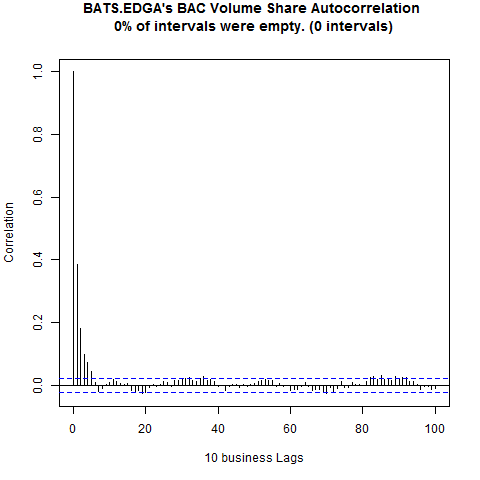 BATS.EDGA's BAC Volume Share Autocorrelation
0% of intervals were empty. (0 intervals)
1.0
0.8
0.6
0.4
0.2
0.0
Correlation
0 20 40 60 80 100
10 business Lags